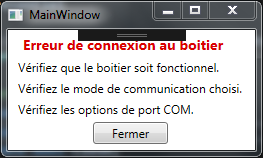 MainWindow
Erreur de connexion au boitier
Vérifiez que le boitier soit fonctionnel.
Vérifiez le mode de communication choisi.
Vérifiez les options de port COM.
Fermer